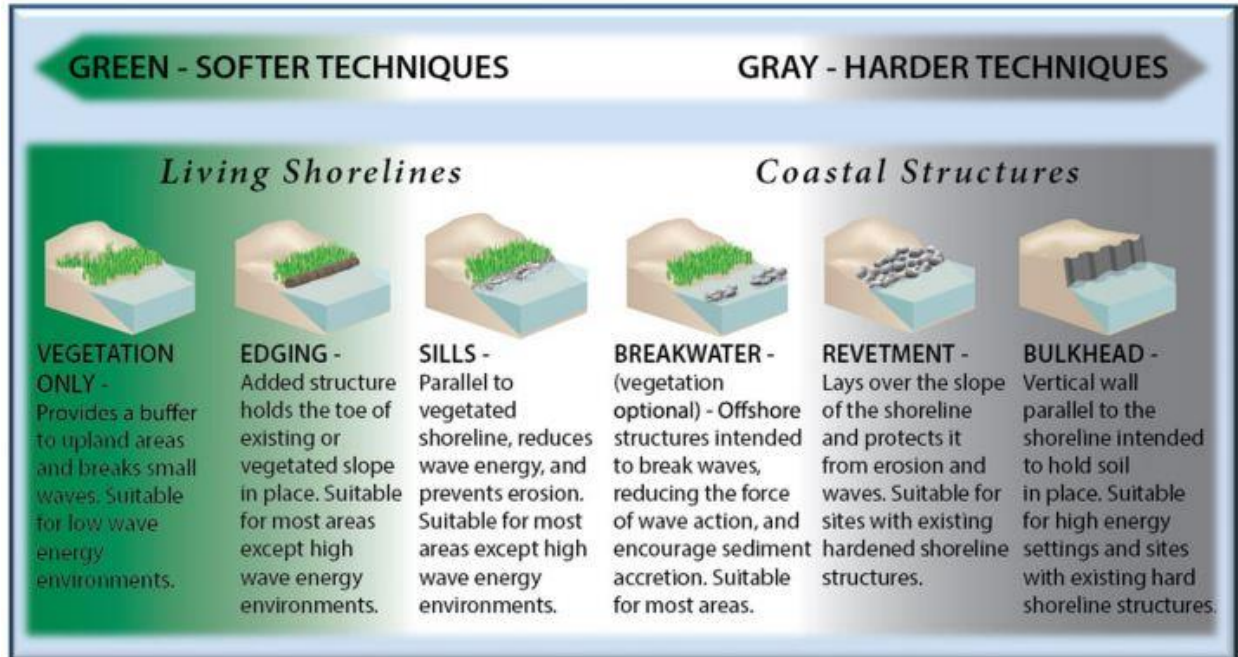 GREEN - SOFTER TECHNIQUES
GRAY - HARDER TECHNIQUES
Living Shorelines
Coastal Structures
VEGETATION
ONLY -
Provides a buffer
to upland areas
and breaks small
waves. Suitable
for low wave
energy
environments.
EDGING -
Added structure
holds the toe of
existing or
vegetated slope
in place. Suitable
for most areas
except high
wave energy
environments.
SILLS -
Parallel to
vegetated
shoreline, reduces
wave energy, and
prevents erosion.
Suitable for most
areas except high
wave energy
environments.
BREAKWATER -
(vegetation
optional) - Offshore
structures intended
to break waves,
reducing the force
of wave action, and
encourage sediment
accretion. Suitable
for most areas.
REVETMENT -
Lays over the slope
of the shoreline
and protects it
from erosion and
waves. Suitable for
sites with existing
hardened shoreline
structures.
BULKHEAD -
Vertical wall
parallel to the
shoreline intended
to hold soil
in place. Suitable
for high energy
settings and sites
with existing hard
shoreline structures.